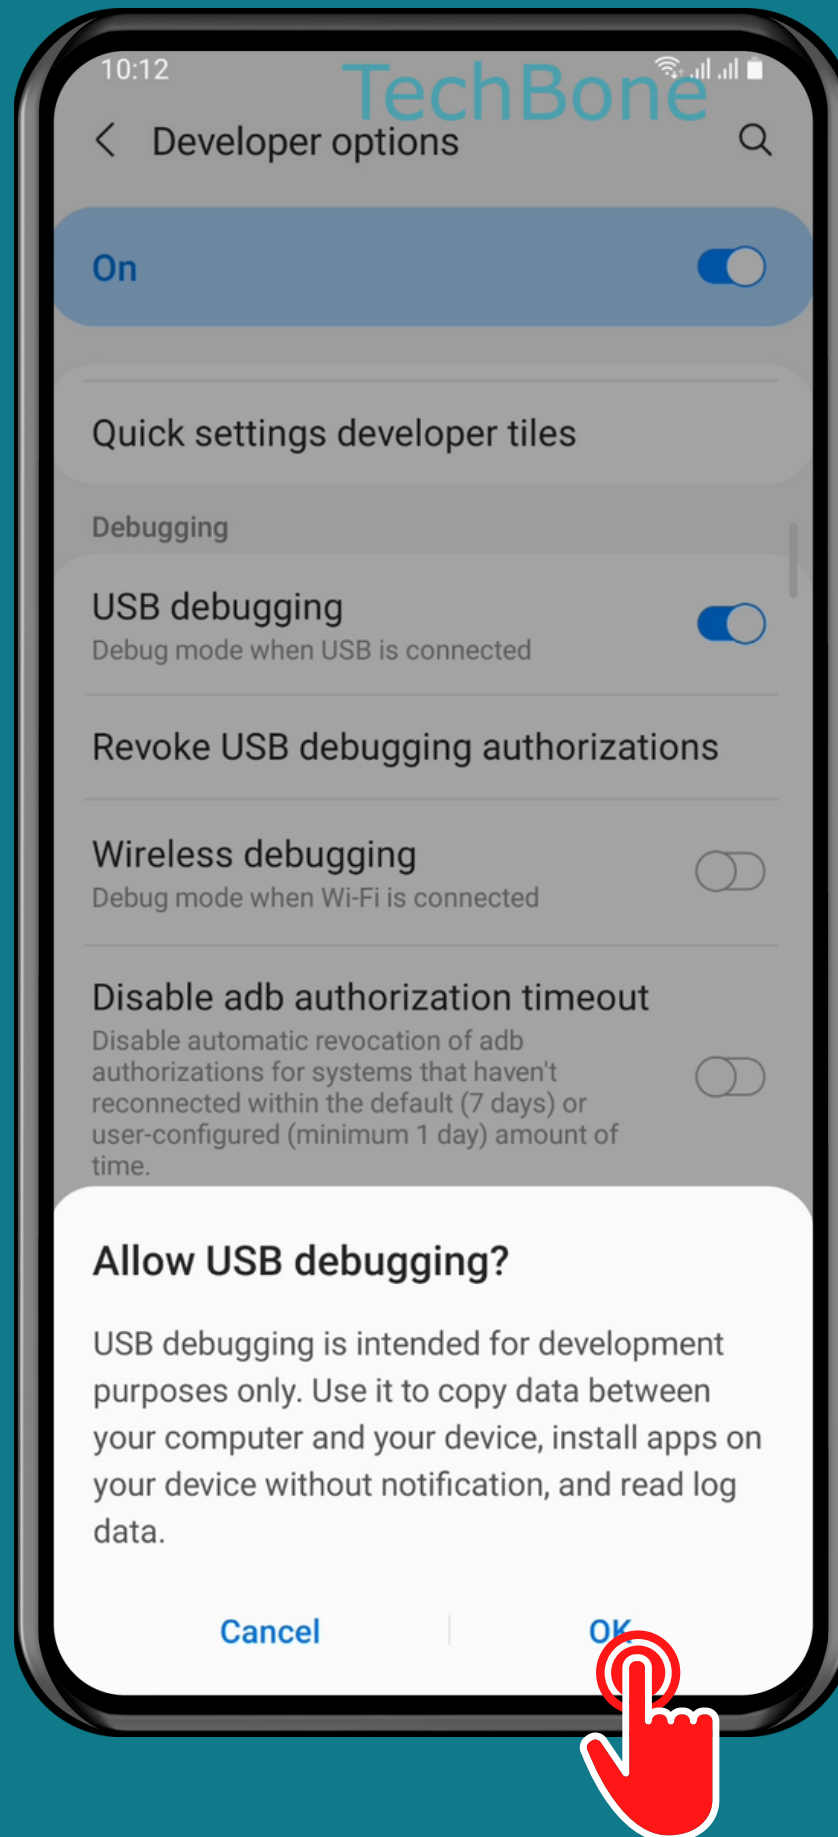 10:12
TechBone
Developer options
On
Quick settings developer tiles
Debugging
USB debugging
Debug mode when USB is connected
Revoke USB debugging authorizations
Wireless debugging
Debug mode when Wi-Fi is connected
Disable adb authorization timeout
Disable automatic revocation of adb
authorizations for systems that haven't
reconnected within the default (7 days) or
user-configured (minimum 1 day) amount of
time.
Allow USB debugging?
USB debugging is intended for development
purposes only. Use it to copy data between
your computer and your device, install apps on
your device without notification, and read log
data.
Cancel
OK